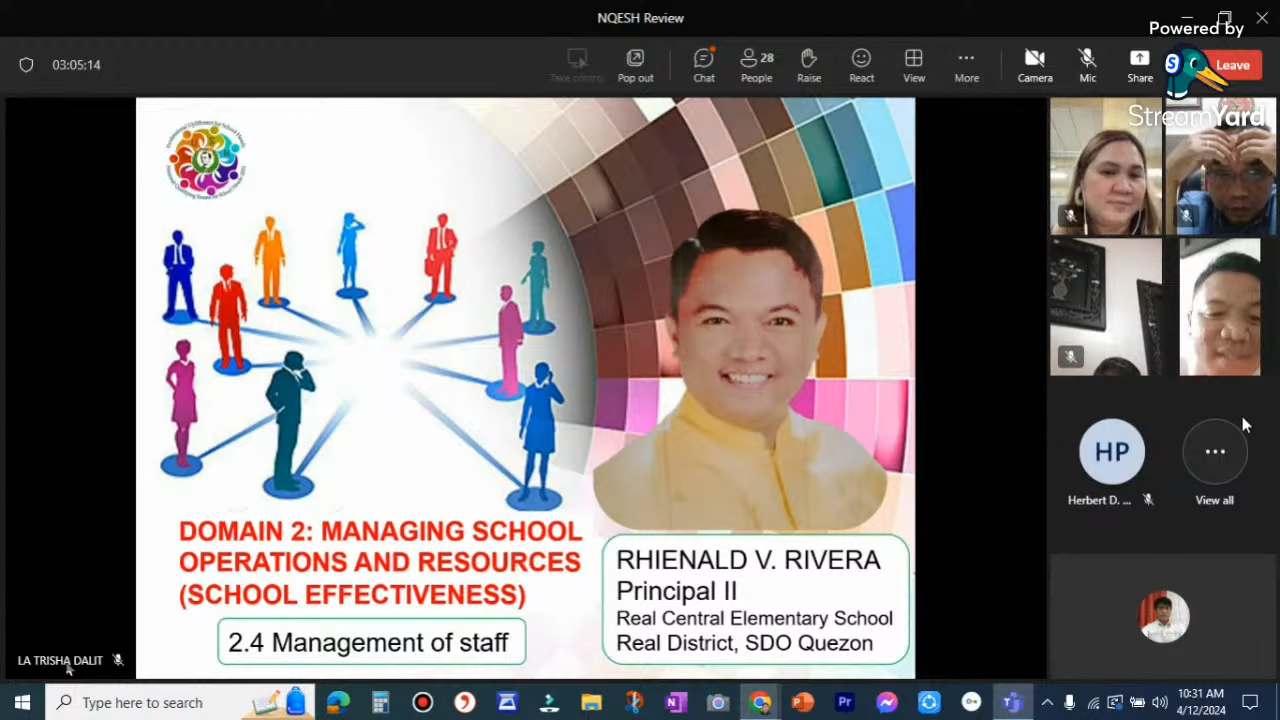 NQESH Review
Powered by
StreamYard
03:05:14
Take control
Pop out
Chat
28
People
Raise
React
View
More
Camera
Mic
Share
Leave
DOMAIN 2: MANAGING SCHOOL
OPERATIONS AND RESOURCES
(SCHOOL EFFECTIVENESS)
2.4 Management of staff
RHIENALD V. RIVERA
Principal II
Real Central Elementary School
Real District, SDO Quezon
HP
Herbert D. ...
View all
LA TRISHA DALIT
Type here to search
10:31 AM
4/12/2024